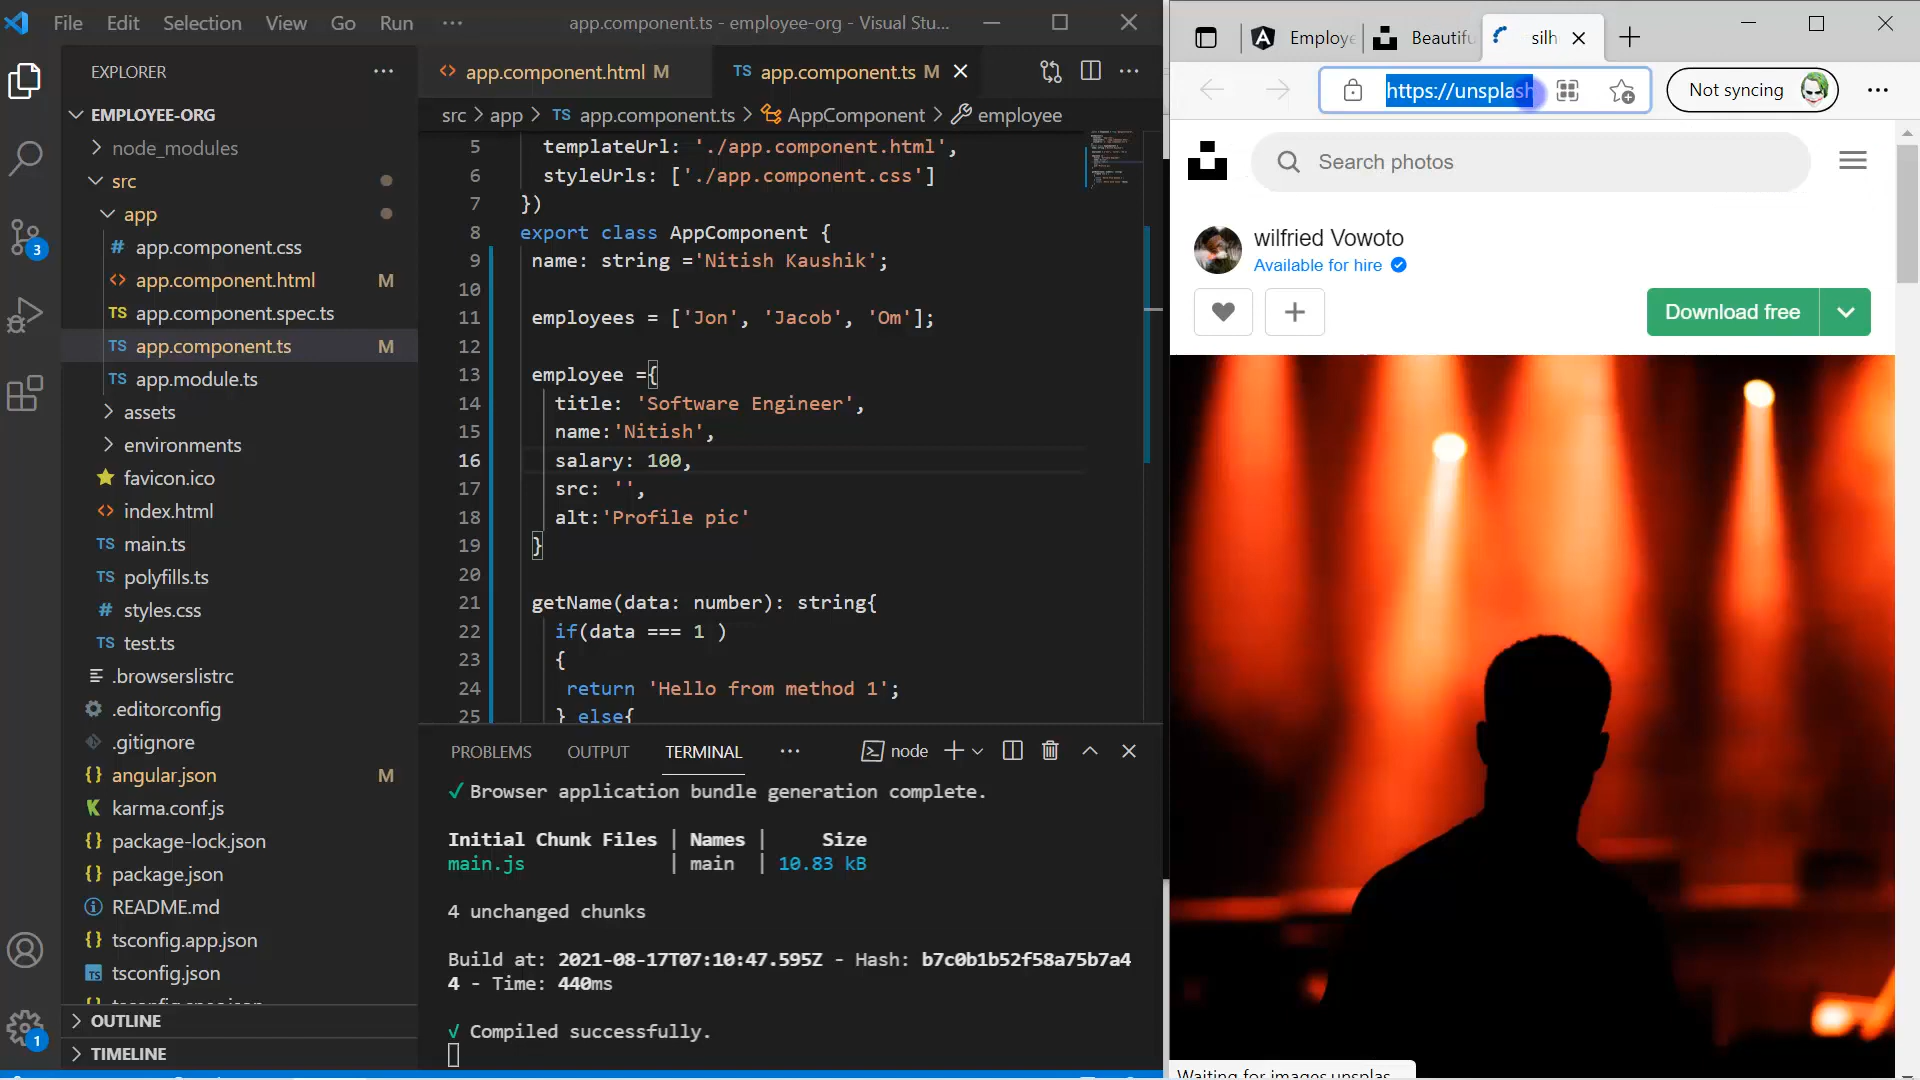 File Edit Selection View Go Run ··· app.component.ts - employee-org - Visual Stu...
EXPLORER ···
EMPLOYEE-ORG
node_modules
src
app
# app.component.css
<> app.component.html M
TS app.component.spec.ts
TS app.component.ts M
TS app.module.ts
assets
environments
favicon.ico
<> index.html
TS main.ts
TS polyfills.ts
# styles.css
TS test.ts
.browserslistrc
.editorconfig
.gitignore
{} angular.json M
K karma.conf.js
{} package-lock.json
{} package.json
README.md
{} tsconfig.app.json
TS tsconfig.json
OUTLINE
TIMELINE
3
1
<> app.component.html M
TS app.component.ts M
src > app > TS app.component.ts > AppComponent > employee
5 templateUrl: './app.component.html',
6 styleUrls: ['./app.component.css']
7 })
8 export class AppComponent {
9 name: string ='Nitish Kaushik';
10
11 employees = ['Jon', 'Jacob', 'Om'];
12
13 employee ={
14 title: 'Software Engineer',
15 name:'Nitish',
16 salary: 100,
17 src: '',
18 alt:'Profile pic'
19 }
20
21 getName(data: number): string{
22 if(data === 1 )
23 {
24 return 'Hello from method 1';
25 } else{
PROBLEMS OUTPUT TERMINAL ··· node
✓ Browser application bundle generation complete.
Initial Chunk Files | Names | Size
main.js | main | 10.83 kB
4 unchanged chunks
Build at: 2021-08-17T07:10:47.595Z - Hash: b7c0b1b52f58a75b7a4
4 - Time: 440ms
√ Compiled successfully.
Employe Beautifu silh
https://unsplash
Not syncing
Search photos
wilfried Vowoto
Available for hire
Download free
Waiting for images.unsplas